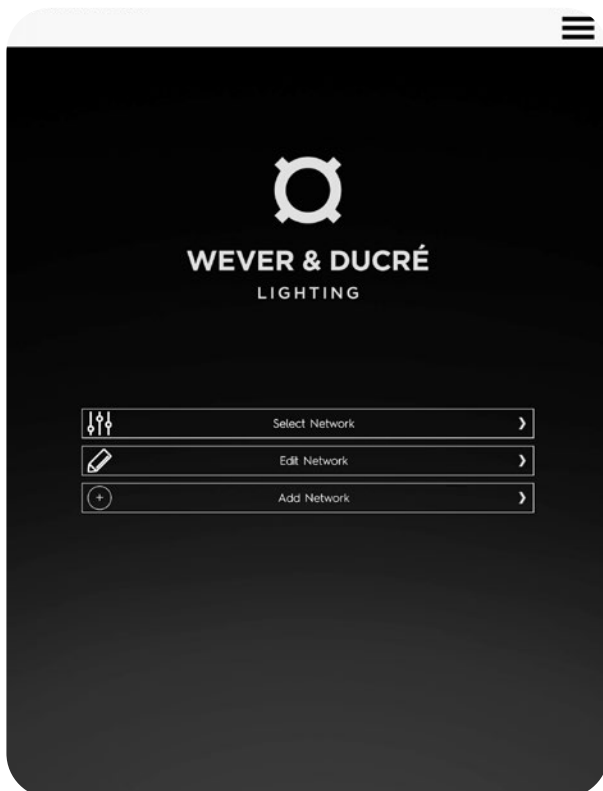 WEVER & DUCRÉ
LIGHTING
Select Network
Edit Network
Add Network